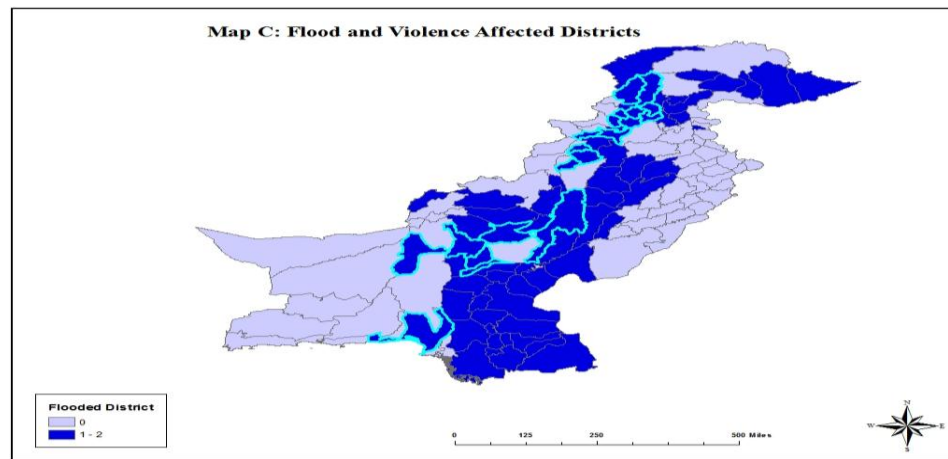 Map C: Flood and Violence Affected Districts
Flooded District
0
1 - 2
0 125 250 500 Miles
N
W E
S